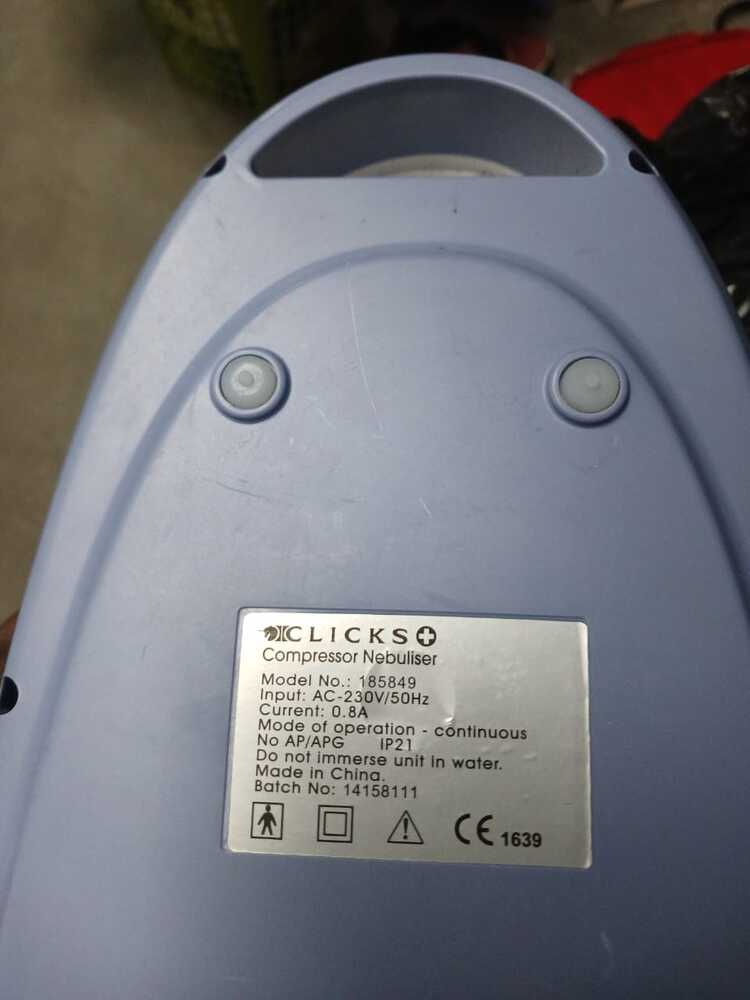 CLICKS
Compressor Nebuliser
Model No.: 185849
Input: AC-230V/50Hz
Current: 0.8A
Mode of operation - continuous
No AP/APG IP21
Do not immerse unit in water.
Made in China.
Batch No: 14158111
CE 1639